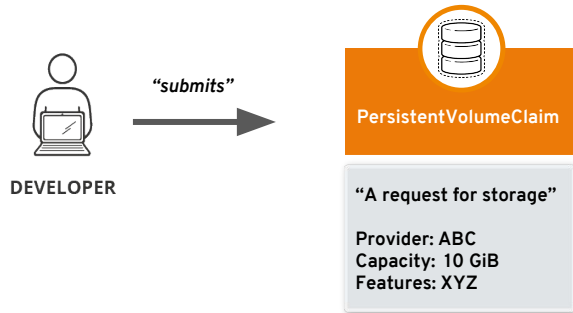 “submits”
DEVELOPER
PersistentVolumeClaim
“A request for storage”
Provider: ABC
Capacity: 10 GiB
Features: XYZ